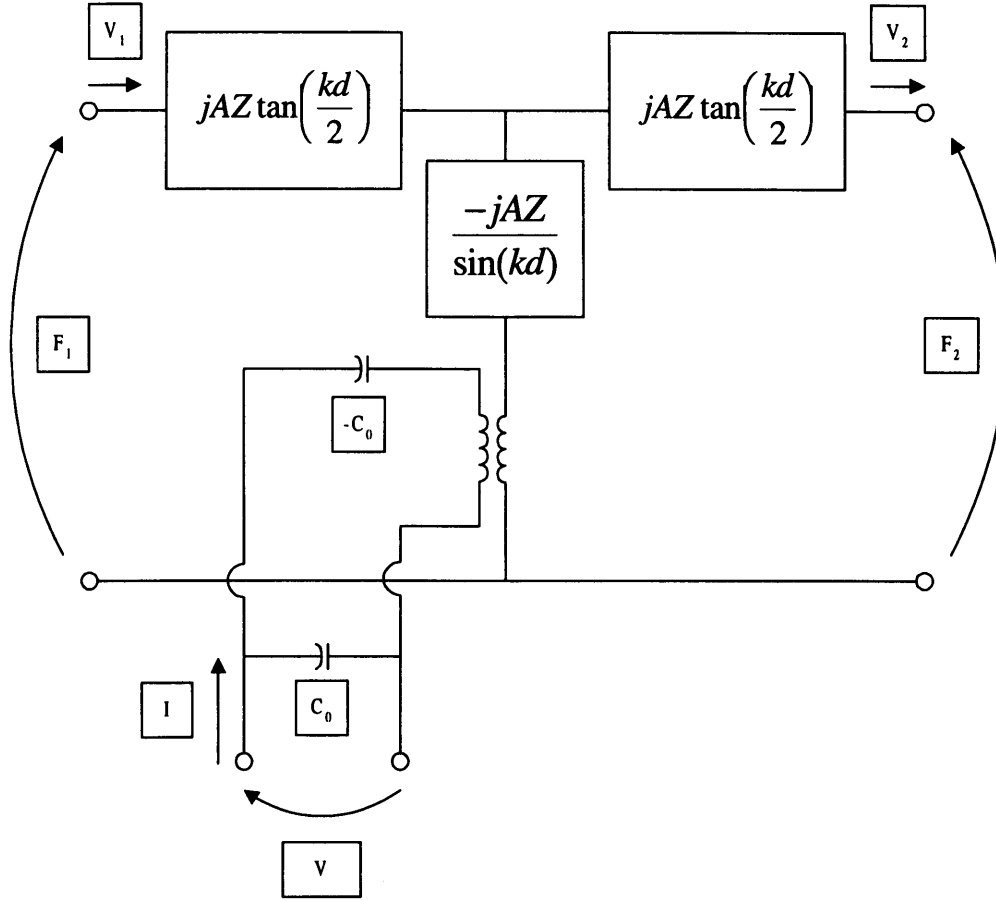 V₁
V₂
jAZ tan(kd/2)
jAZ tan(kd/2)
-jAZ/sin(kd)
F₁
F₂
-C₀
I
C₀
V